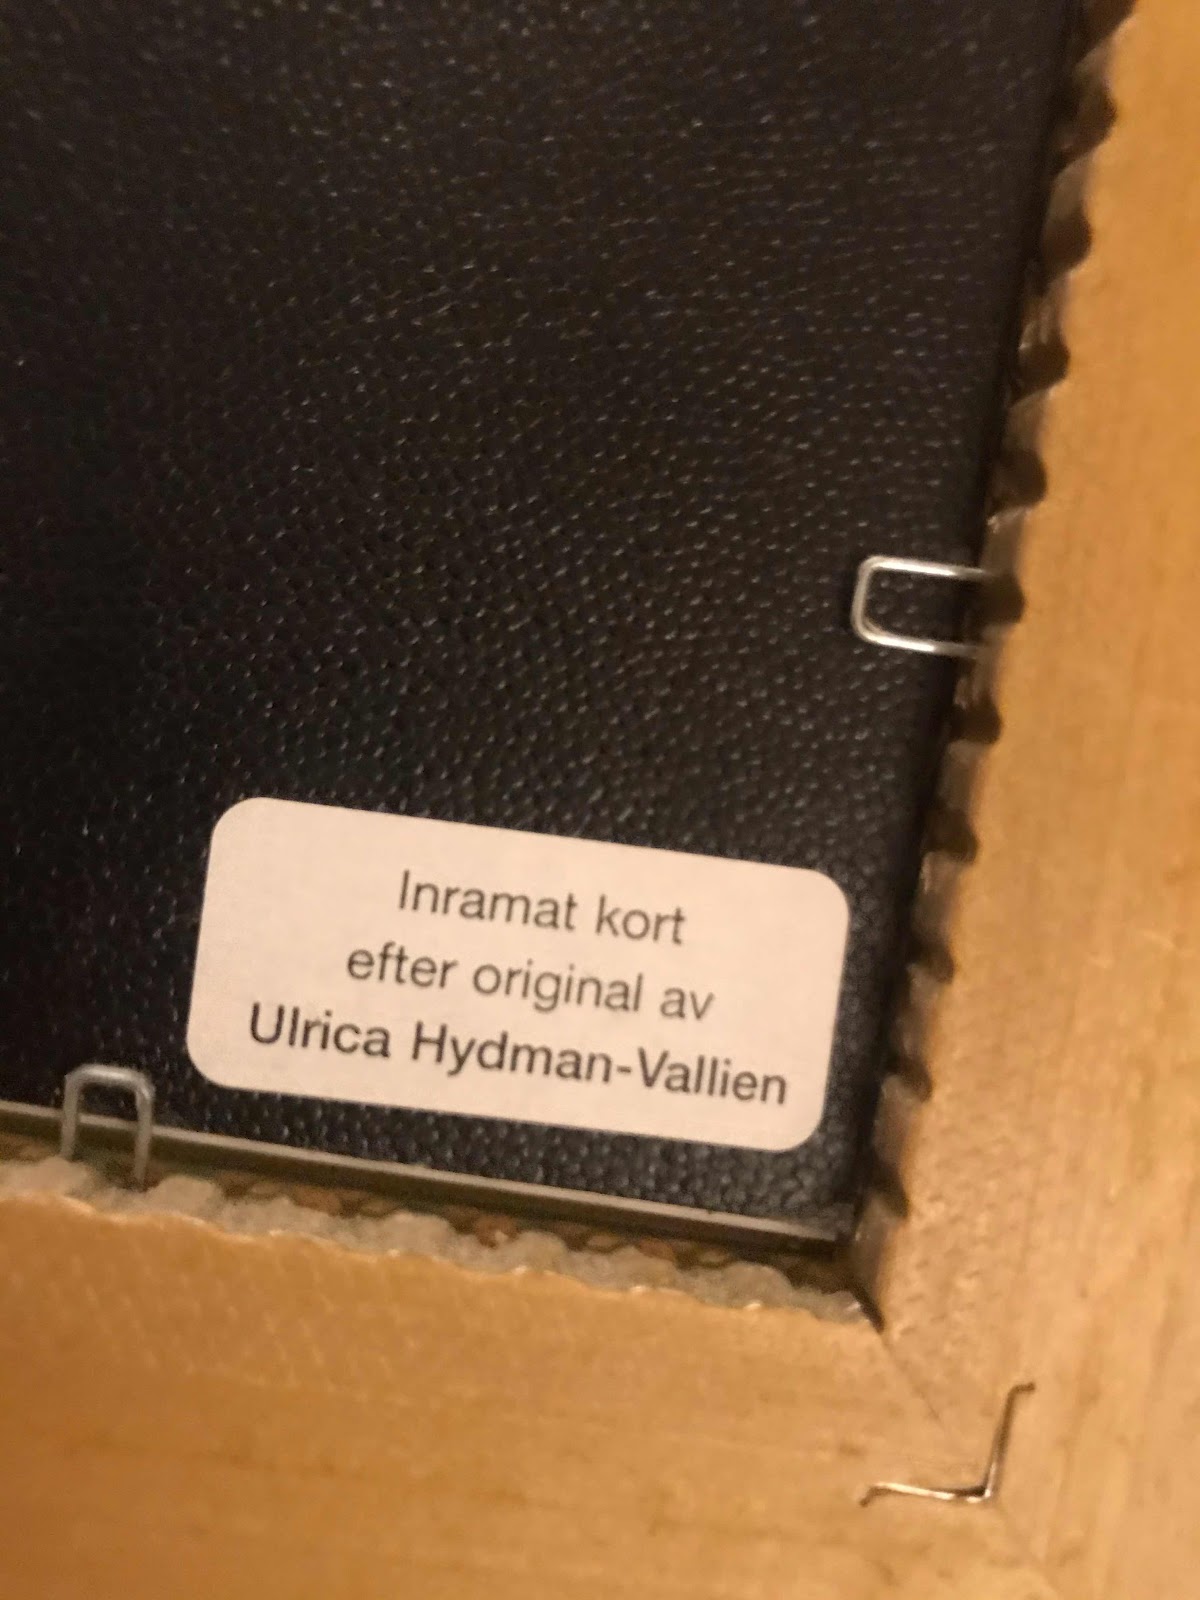 Inramat kort
efter original av
Ulrica Hydman-Vallien